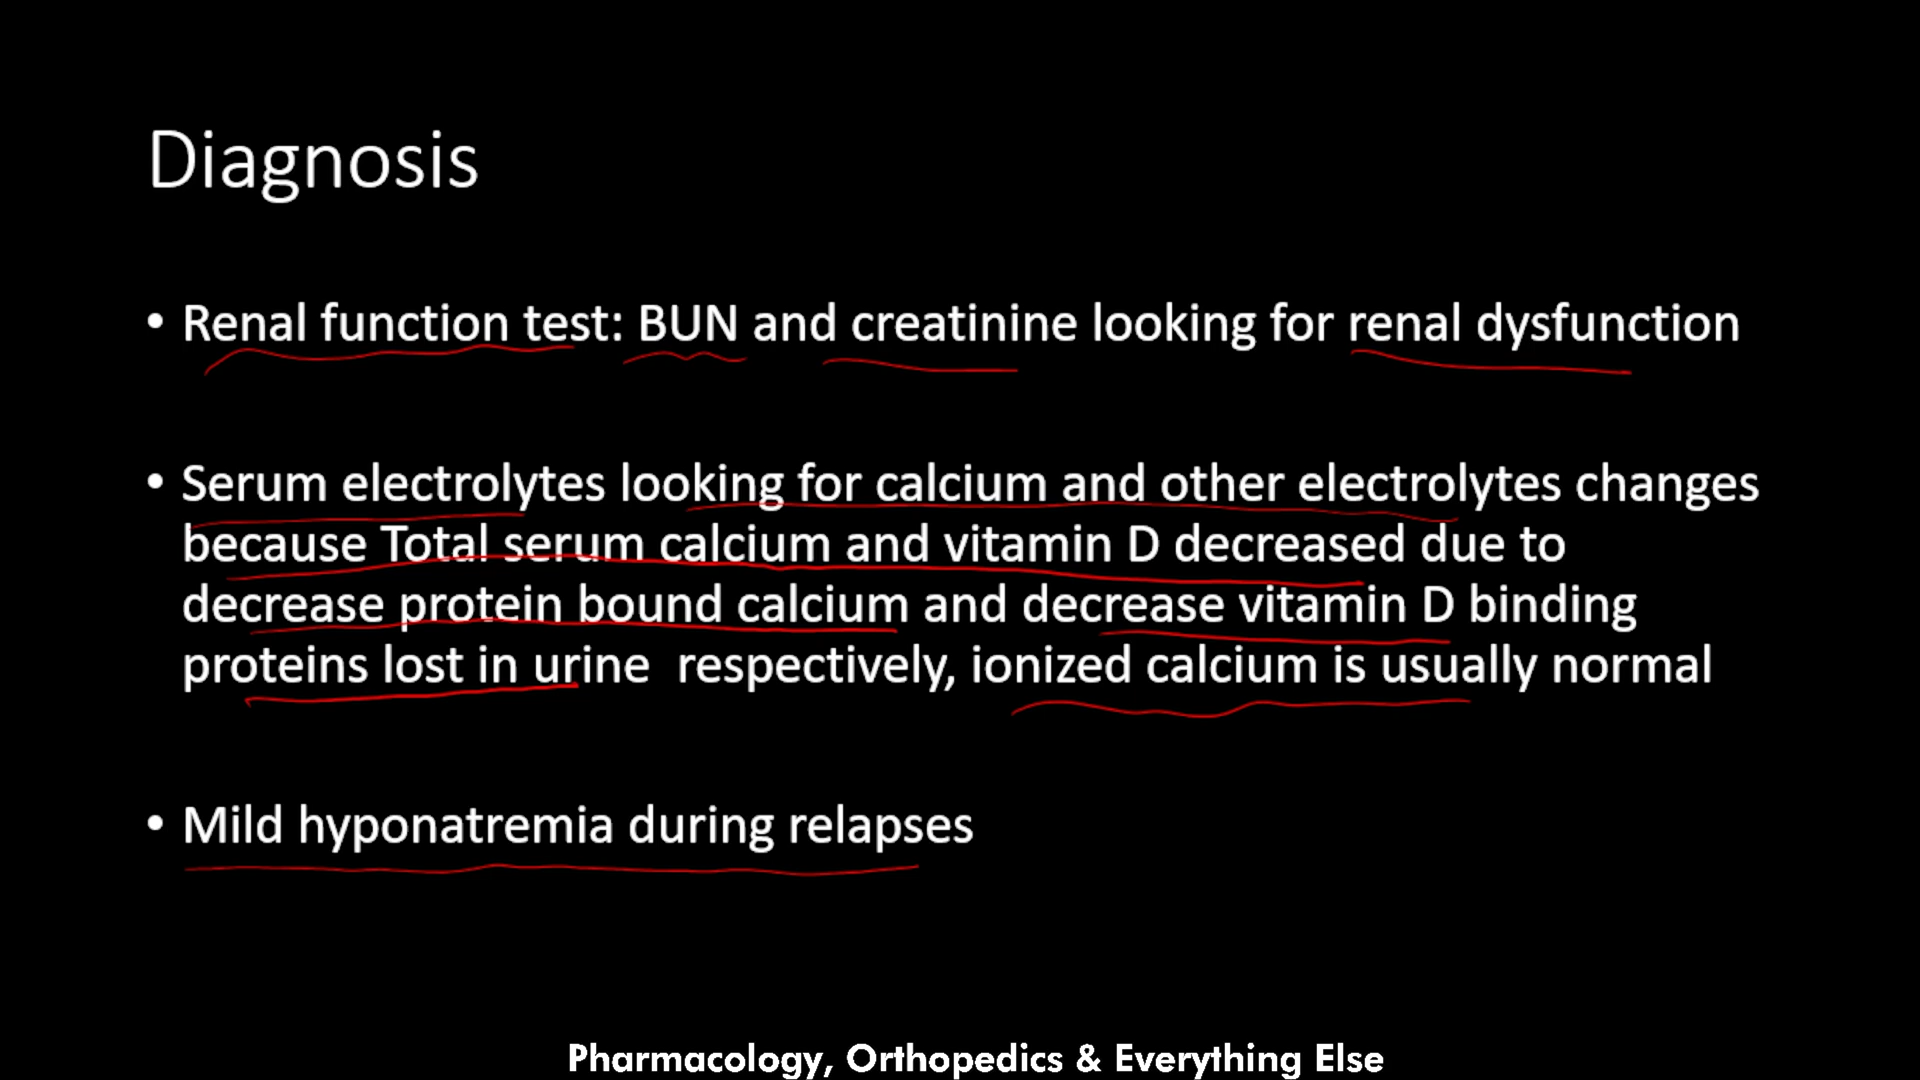 Diagnosis
• Renal function test: BUN and creatinine looking for renal dysfunction
• Serum electrolytes looking for calcium and other electrolytes changes
because Total serum calcium and vitamin D decreased due to
decrease protein bound calcium and decrease vitamin D binding
proteins lost in urine  respectively, ionized calcium is usually normal
• Mild hyponatremia during relapses
Pharmacology, Orthopedics & Everything Else